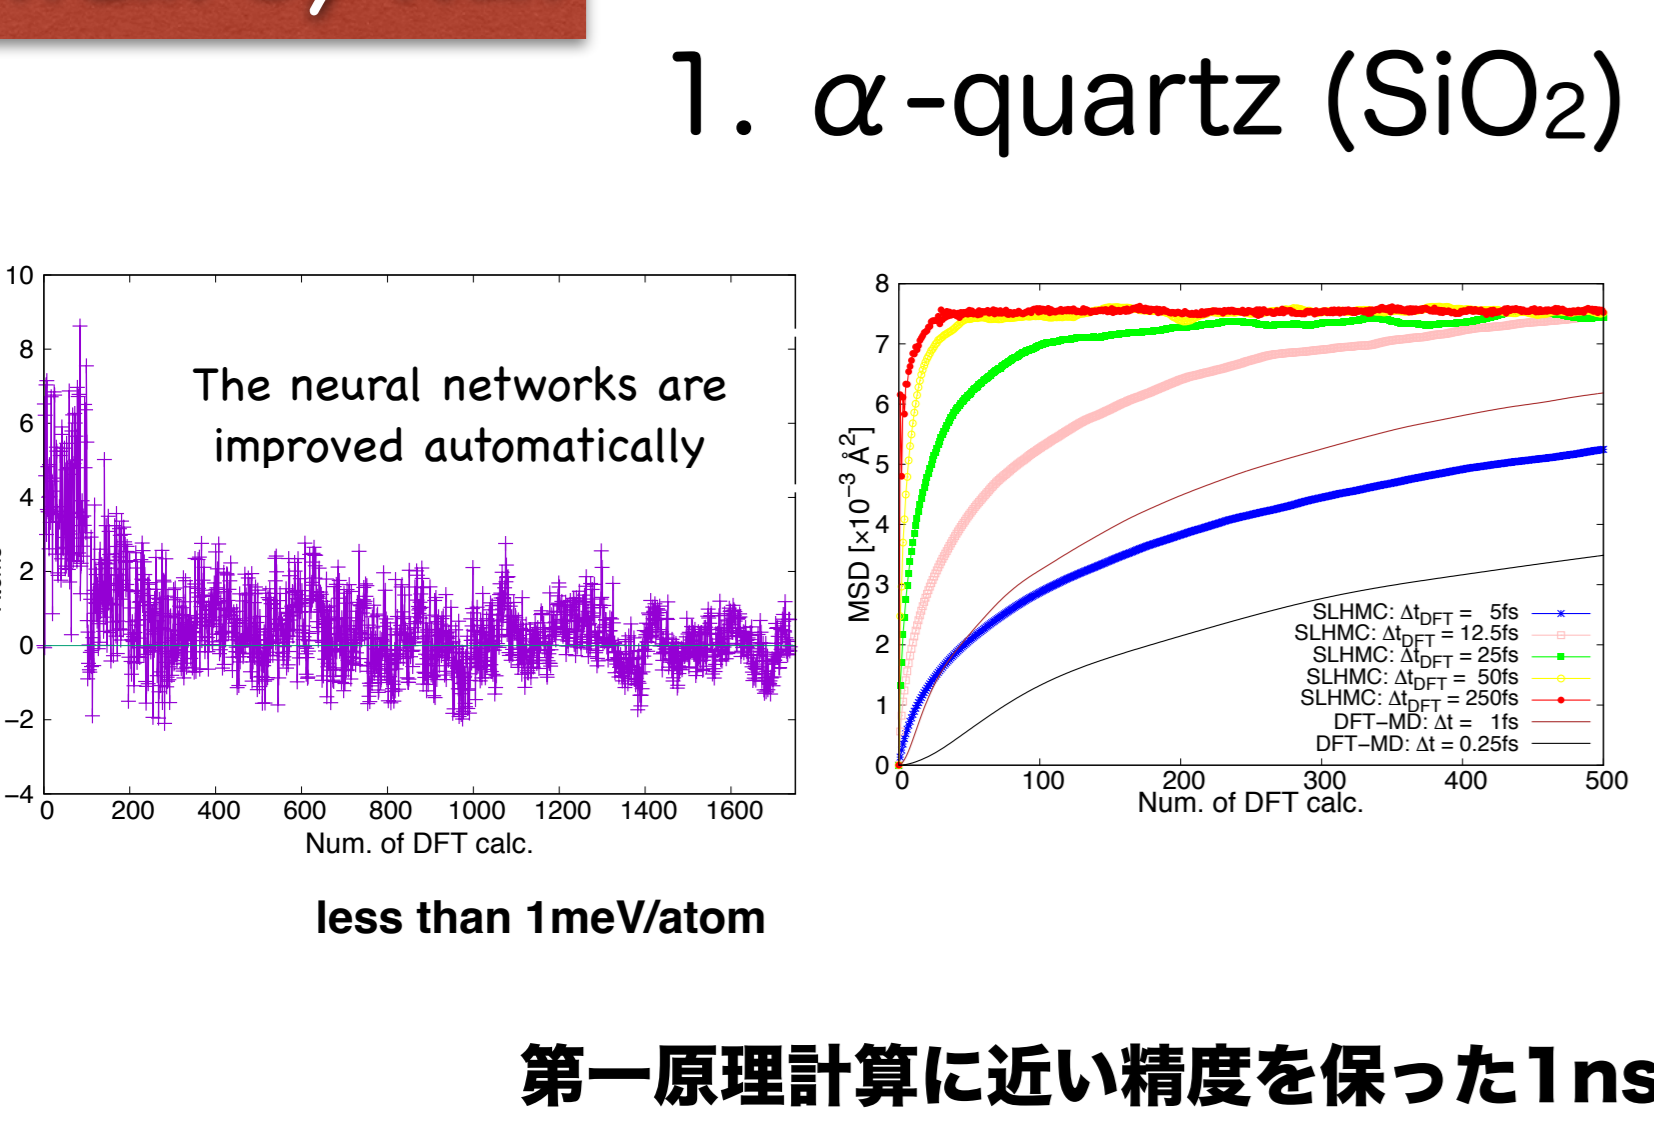 1. α-quartz (SiO2)
10
8
6
4
2
0
−2
−4
The neural networks are
improved automatically
0 200 400 600 800 1000 1200 1400 1600
Num. of DFT calc.
less than 1meV/atom
MSD [×10−3 Å2]
8
7
6
5
4
3
2
1
0
SLHMC: ΔtDFT = 5fs
SLHMC: ΔtDFT = 12.5fs
SLHMC: ΔtDFT = 25fs
SLHMC: ΔtDFT = 50fs
SLHMC: ΔtDFT = 250fs
DFT−MD: Δt = 1fs
DFT−MD: Δt = 0.25fs
0 100 200 300 400 500
Num. of DFT calc.
第一原理計算に近い精度を保った1ns